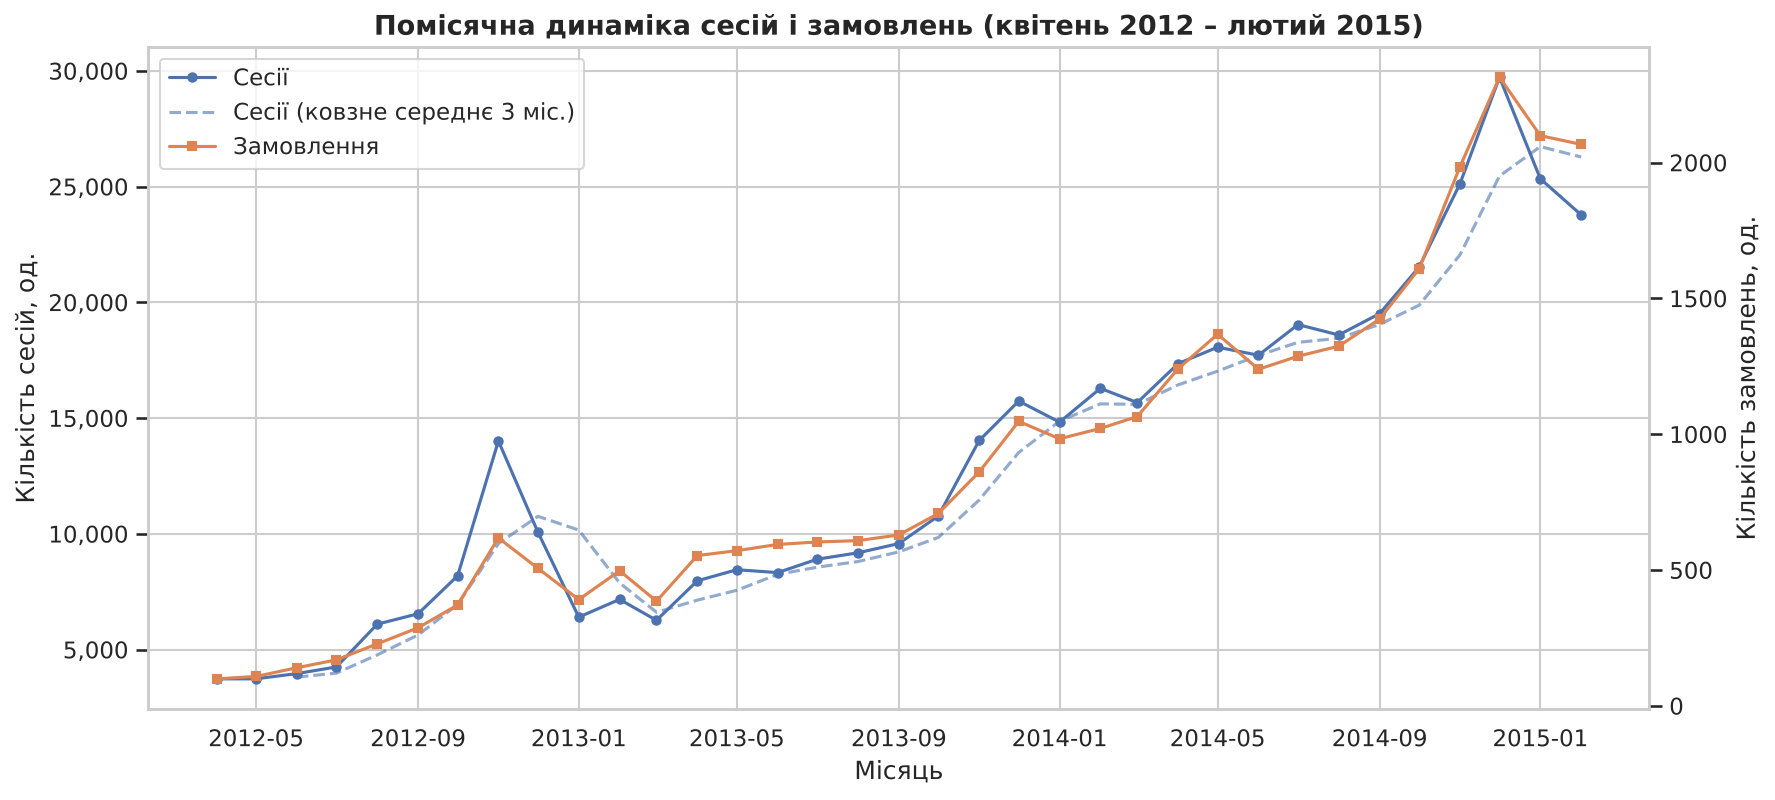 Помісячна динаміка сесій і замовлень (квітень 2012 – лютий 2015)
Сесії
Сесії (ковзне середнє 3 міс.)
Замовлення
Кількість сесій, од.
30,000
25,000
20,000
15,000
10,000
5,000
2000
1500
1000
500
0
Кількість замовлень, од.
2012-05 2012-09 2013-01 2013-05 2013-09 2014-01 2014-05 2014-09 2015-01
Місяць